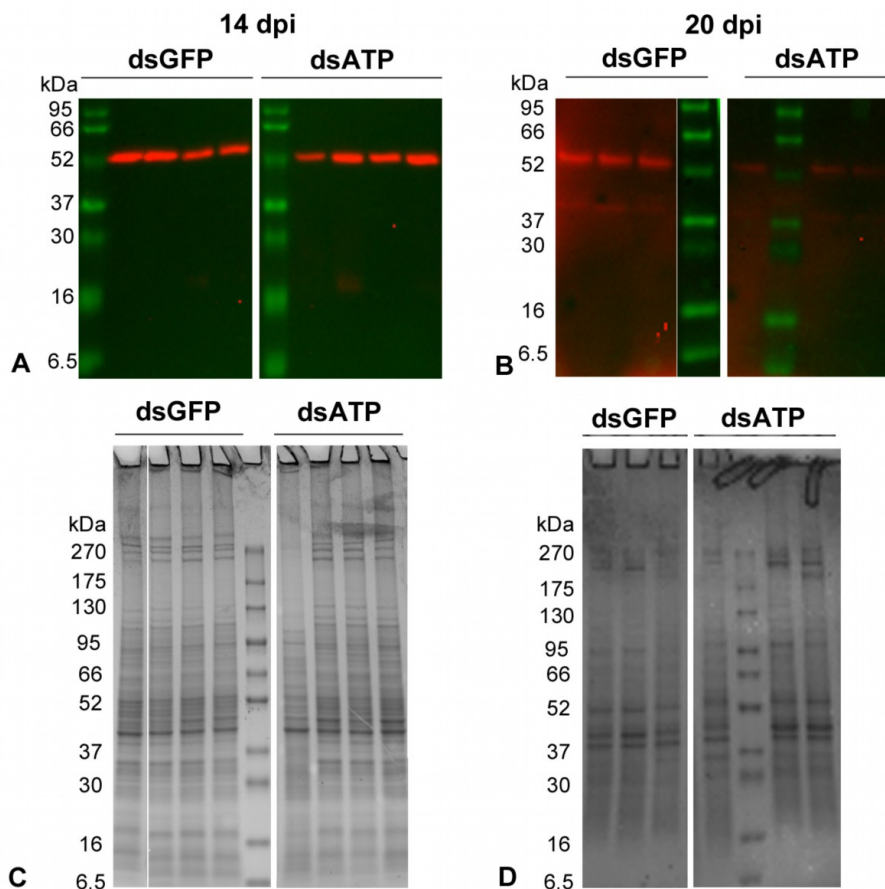 14 dpi
20 dpi
dsGFP
dsATP
dsGFP
dsATP
kDa
95
66
52
37
30
16
6.5
A
kDa
95
66
52
37
30
16
6.5
B
dsGFP
dsATP
dsGFP
dsATP
kDa
270
175
130
95
66
52
37
30
16
6.5
C
kDa
270
175
130
95
66
52
37
30
16
6.5
D